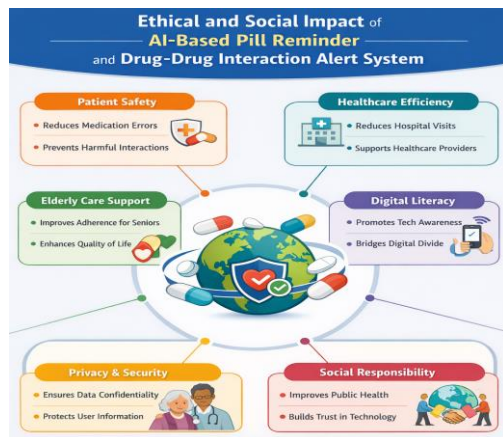 Ethical and Social Impact of
AI-Based Pill Reminder
and Drug-Drug Interaction Alert System
Patient Safety
• Reduces Medication Errors
• Prevents Harmful Interactions
Healthcare Efficiency
• Reduces Hospital Visits
• Supports Healthcare Providers
Elderly Care Support
• Improves Adherence for Seniors
• Enhances Quality of Life
Digital Literacy
• Promotes Tech Awareness
• Bridges Digital Divide
Privacy & Security
• Ensures Data Confidentiality
• Protects User Information
Social Responsibility
• Improves Public Health
• Builds Trust in Technology